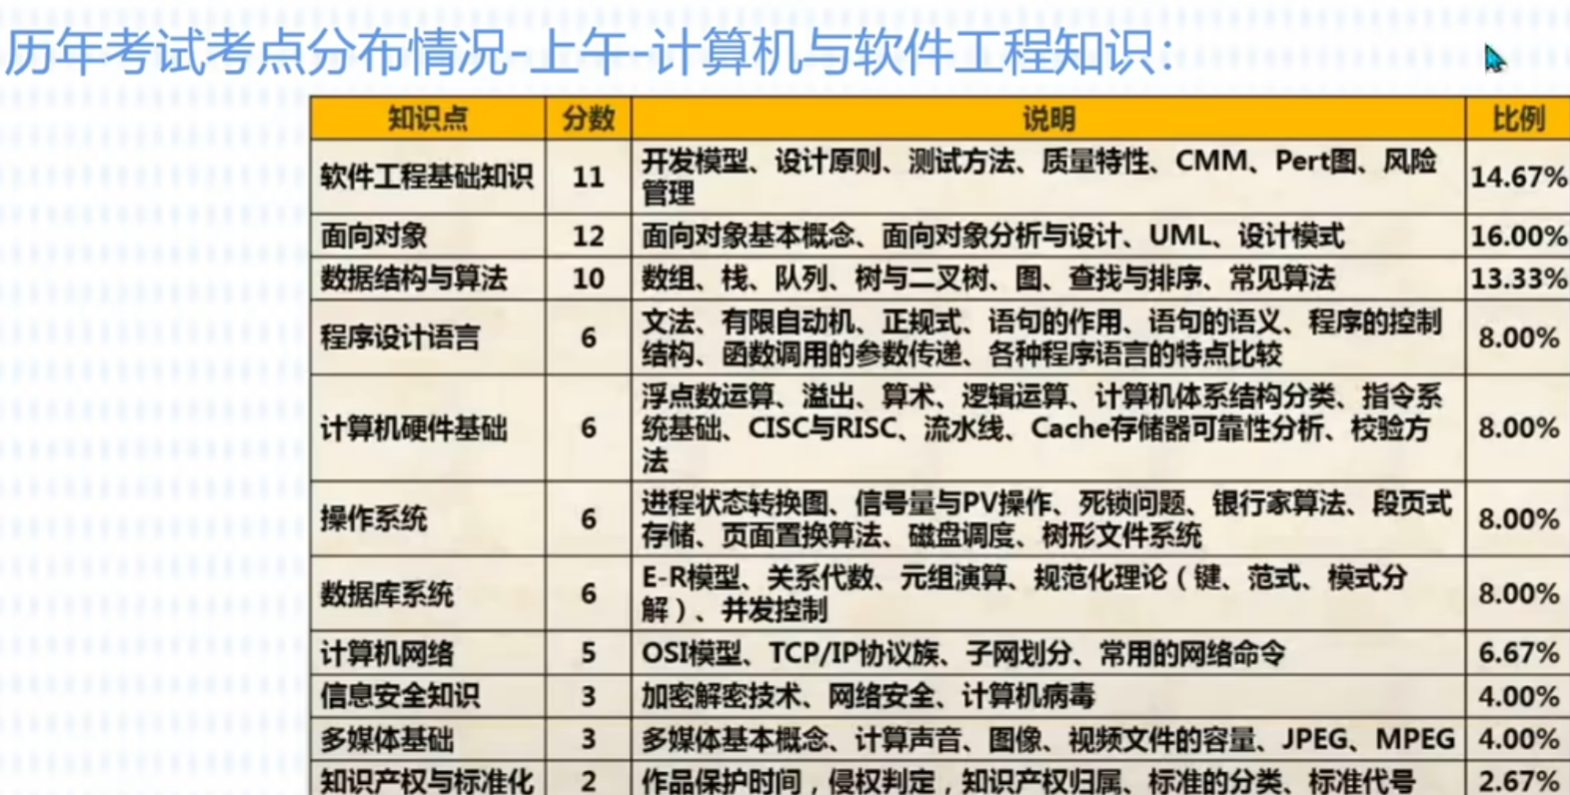 历年考试考点分布情况-上午-计算机与软件工程知识:
知识点 分数 说明 比例
软件工程基础知识 11 开发模型、设计原则、测试方法、质量特性、CMM、Pert图、风险
管理 14.67%
面向对象 12 面向对象基本概念、面向对象分析与设计、UML、设计模式 16.00%
数据结构与算法 10 数组、栈、队列、树与二叉树、图、查找与排序、常见算法 13.33%
程序设计语言 6 文法、有限自动机、正规式、语句的作用、语句的语义、程序的控制
结构、函数调用的参数传递、各种程序语言的特点比较 8.00%
计算机硬件基础 6 浮点数运算、溢出、算术、逻辑运算、计算机体系结构分类、指令系
统基础、CISC与RISC、流水线、Cache存储器可靠性分析、校验方
法 8.00%
操作系统 6 进程状态转换图、信号量与PV操作、死锁问题、银行家算法、段页式
存储、页面置换算法、磁盘调度、树形文件系统 8.00%
数据库系统 6 E-R模型、关系代数、元组演算、规范化理论（键、范式、模式分
解）、并发控制 8.00%
计算机网络 5 OSI模型、TCP/IP协议族、子网划分、常用的网络命令 6.67%
信息安全知识 3 加密解密技术、网络安全、计算机病毒 4.00%
多媒体基础 3 多媒体基本概念、计算声音、图像、视频文件的容量、JPEG、MPEG 4.00%
知识产权与标准化 2 作品保护时间，侵权判定，知识产权归属、标准的分类、标准代号 2.67%